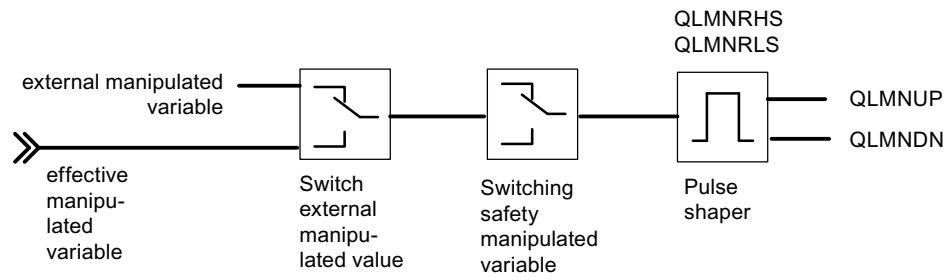 QLMNRHS
QLMNRLS
external manipulated
variable
QLMNUP
QLMNDN
effective
manipu-
lated
variable
Switch
external
manipu-
lated value
Switching
safety
manipulated
variable
Pulse
shaper